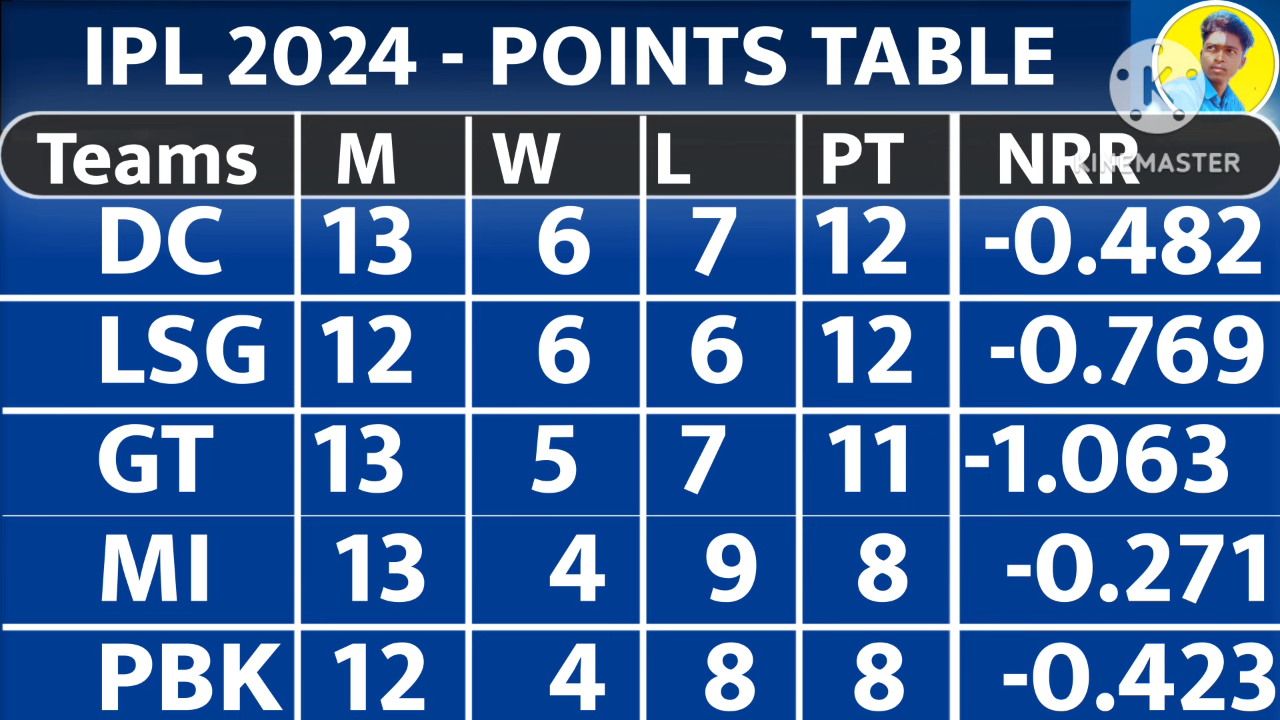 IPL 2024 - POINTS TABLE
Teams M W L PT NRR
KINEMASTER
DC 13 6 7 12 -0.482
LSG 12 6 6 12 -0.769
GT 13 5 7 11 -1.063
MI 13 4 9 8 -0.271
PBK 12 4 8 8 -0.423